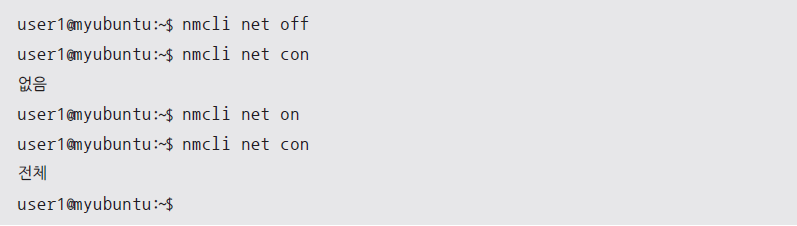 user1@myubuntu:~$ nmcli net off
user1@myubuntu:~$ nmcli net con
없음
user1@myubuntu:~$ nmcli net on
user1@myubuntu:~$ nmcli net con
전체
user1@myubuntu:~$